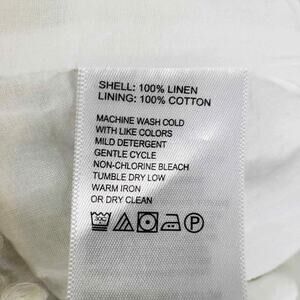 SHELL: 100% LINEN
LINING: 100% COTTON
MACHINE WASH COLD
WITH LIKE COLORS
MILD DETERGENT
GENTLE CYCLE
NON-CHLORINE BLEACH
TUMBLE DRY LOW
WARM IRON
OR DRY CLEAN